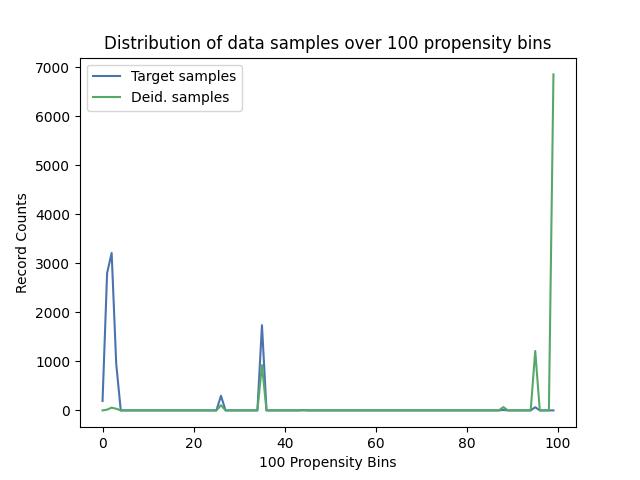 Distribution of data samples over 100 propensity bins
Target samples
Deid. samples
7000
6000
5000
4000
3000
2000
1000
0
Record Counts
0 20 40 60 80 100
100 Propensity Bins